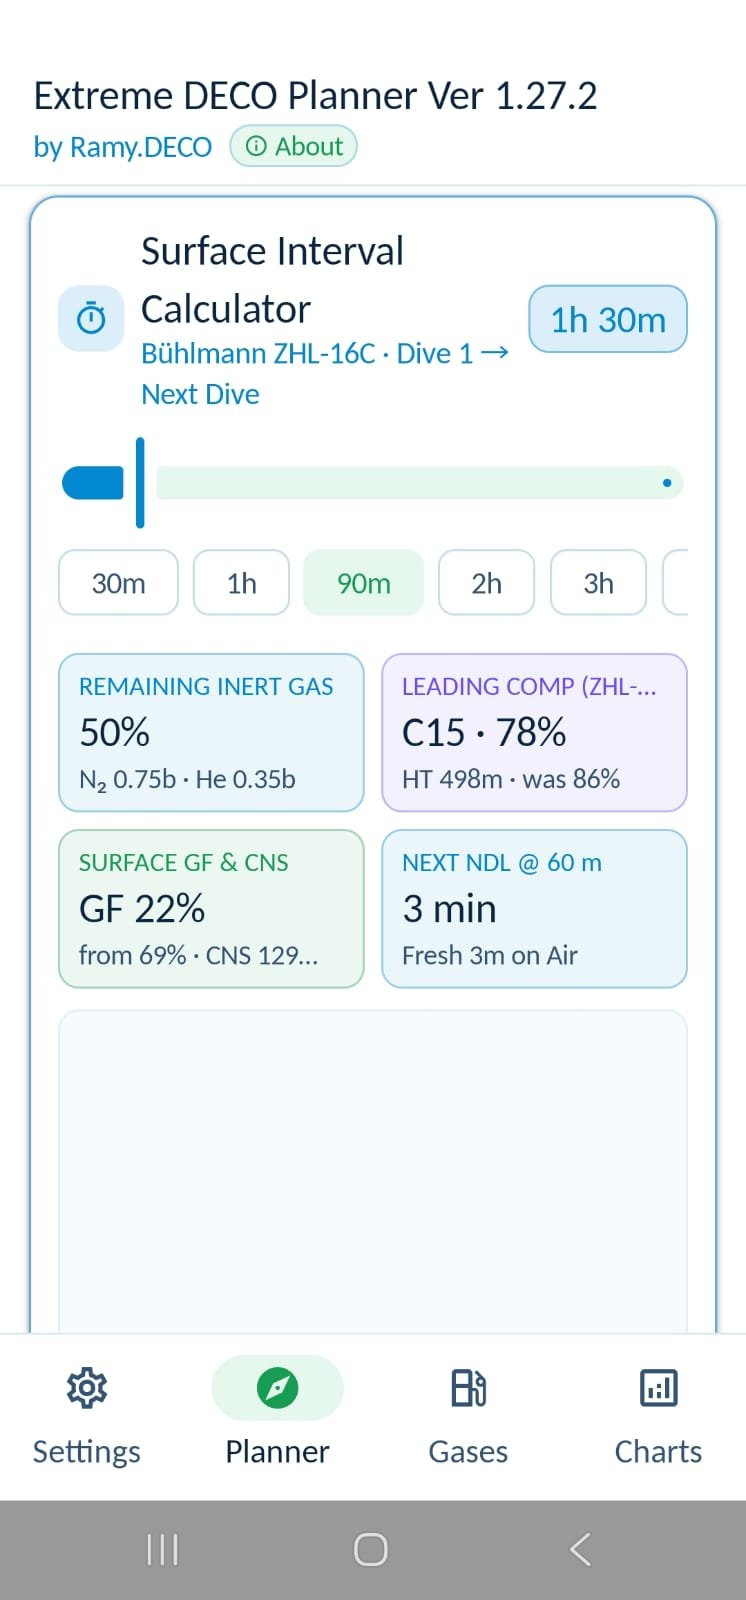 Extreme DECO Planner Ver 1.27.2
by Ramy.DECO
About
Surface Interval
Calculator
Bühlmann ZHL-16C · Dive 1 →
Next Dive
1h 30m
30m 1h 90m 2h 3h
REMAINING INERT GAS
50%
N₂ 0.75b · He 0.35b
LEADING COMP (ZHL-...
C15 · 78%
HT 498m · was 86%
SURFACE GF & CNS
GF 22%
from 69% · CNS 129...
NEXT NDL @ 60 m
3 min
Fresh 3m on Air
Settings Planner Gases Charts